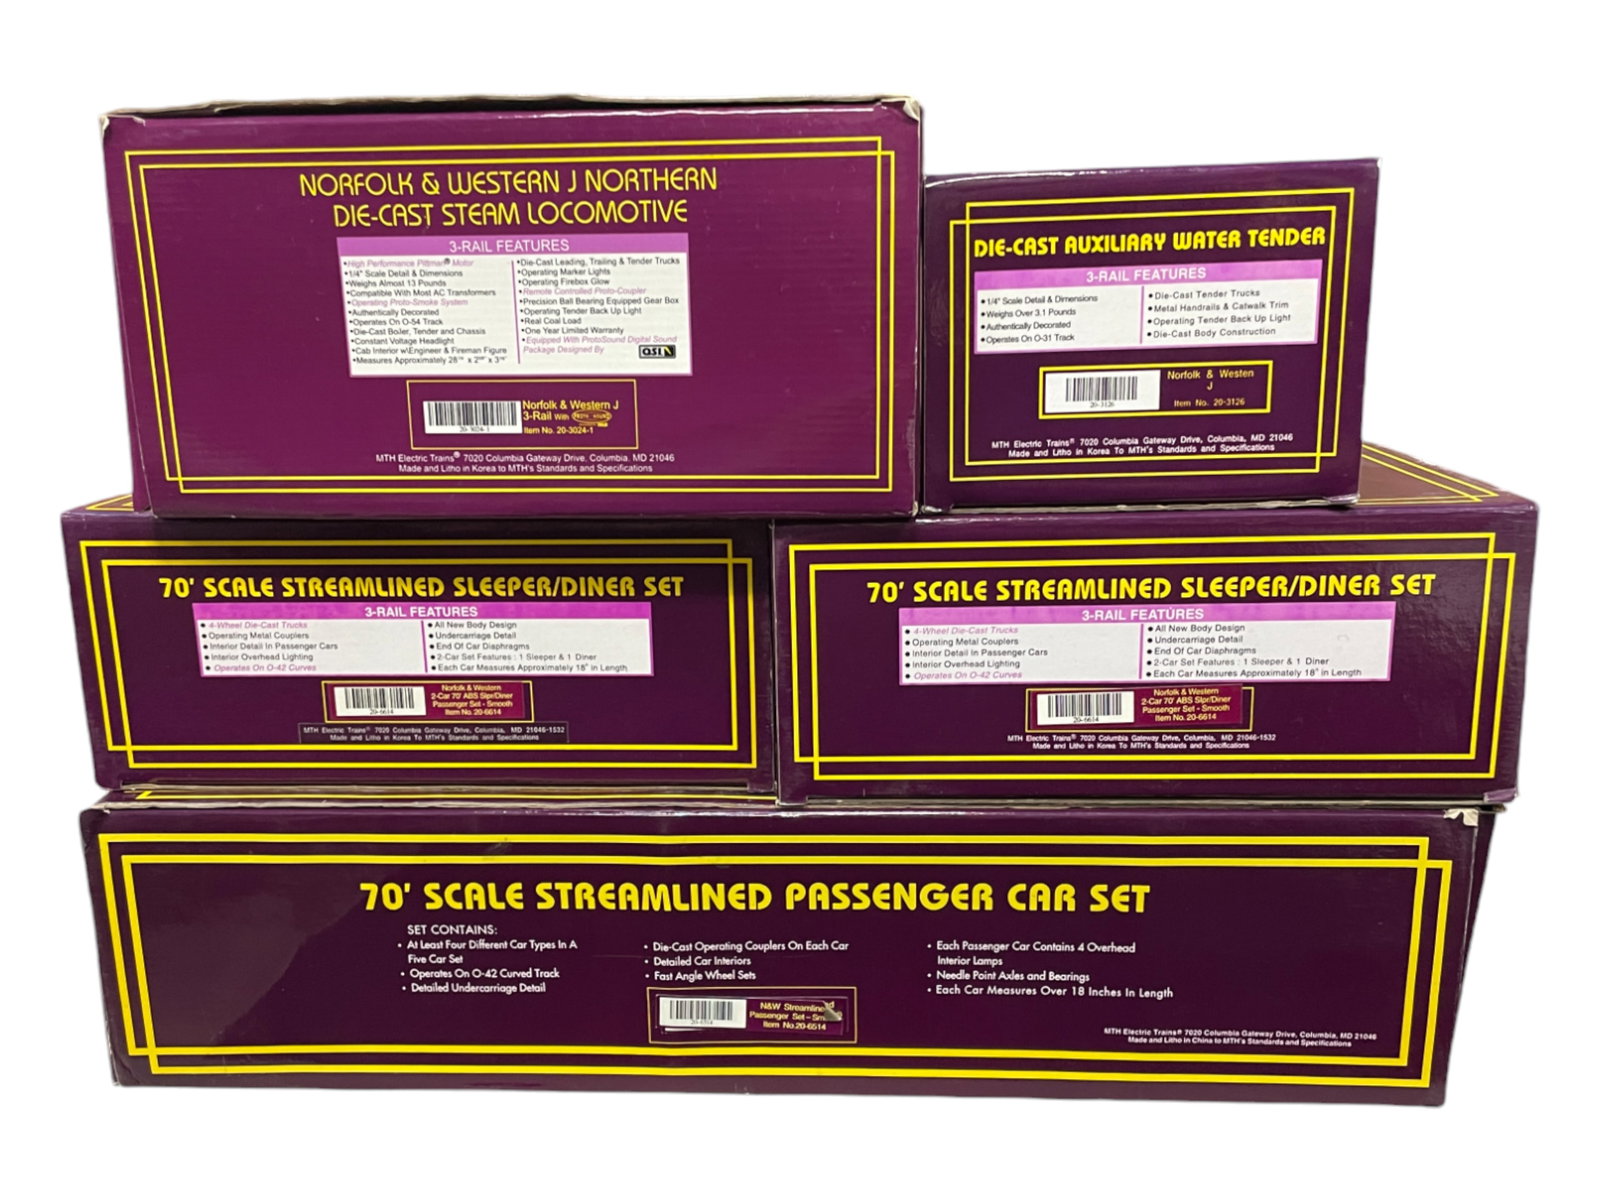 NORFOLK & WESTERN J NORTHERN
DIE-CAST STEAM LOCOMOTIVE
3-RAIL FEATURES
•High Performance Pittman® Motor
•1/4" Scale Detail & Dimensions
•Weighs Almost 13 Pounds
•Compatible With Most AC Transformers
•Operating Proto-Smoke System
•Authentically Decorated
•Operates On O-54 Track
•Die-Cast Boiler, Tender and Chassis
•Constant Voltage Headlight
•Cab Interior w\Engineer & Fireman Figure
•Measures Approximately 28 x 2 x 3
•Die-Cast Leading, Trailing & Tender Trucks
•Operating Marker Lights
•Operating Firebox Glow
•Remote Controlled Proto-Coupler
•Precision Ball Bearing Equipped Gear Box
•Operating Tender Back Up Light
•Real Coal Load
•One Year Limited Warranty
•Equipped With ProtoSound Digital Sound
Package Designed By QSI
20-3024-1
Norfolk & Western J
3-Rail With PROTO SOUND
Item No. 20-3024-1
MTH Electric Trains® 7020 Columbia Gateway Drive, Columbia, MD 21046
Made and Litho in Korea to MTH's Standards and Specifications
DIE-CAST AUXILIARY WATER TENDER
3-RAIL FEATURES
•1/4" Scale Detail & Dimensions
•Weighs Over 3.1 Pounds
•Authentically Decorated
•Operates On O-31 Track
•Die-Cast Tender Trucks
•Metal Handrails & Catwalk Trim
•Operating Tender Back Up Light
•Die-Cast Body Construction
20-3126
Norfolk & Westen
J
Item No. 20-3126
MTH Electric Trains® 7020 Columbia Gateway Drive, Columbia, MD 21046
Made and Litho in Korea To MTH's Standards and Specifications
70' SCALE STREAMLINED SLEEPER/DINER SET
3-RAIL FEATURES
• 4-Wheel Die-Cast Trucks
• Operating Metal Couplers
• Interior Detail In Passenger Cars
• Interior Overhead Lighting
• Operates On O-42 Curves
• All New Body Design
• Undercarriage Detail
• End Of Car Diaphragms
• 2-Car Set Features : 1 Sleeper & 1 Diner
• Each Car Measures Approximately 18" in Length
20-6614
Norfolk & Western
2-Car 70' ABS Slpr/Diner
Passenger Set - Smooth
Item No. 20-6614
MTH Electric Trains® 7020 Columbia Gateway Drive, Columbia, MD 21046-1532
Made and Litho in Korea To MTH's Standards and Specifications
70' SCALE STREAMLINED SLEEPER/DINER SET
3-RAIL FEATURES
• 4-Wheel Die-Cast Trucks
• Operating Metal Couplers
• Interior Detail In Passenger Cars
• Interior Overhead Lighting
• Operates On O-42 Curves
• All New Body Design
• Undercarriage Detail
• End Of Car Diaphragms
• 2-Car Set Features : 1 Sleeper & 1 Diner
• Each Car Measures Approximately 18" in Length
20-6614
Norfolk & Western
2-Car 70' ABS Slpr/Diner
Passenger Set - Smooth
Item No. 20-6614
MTH Electric Trains® 7020 Columbia Gateway Drive, Columbia, MD 21046-1532
Made and Litho in Korea to MTH's Standards and Specifications
70' SCALE STREAMLINED PASSENGER CAR SET
SET CONTAINS:
• At Least Four Different Car Types In A
Five Car Set
• Operates On O-42 Curved Track
• Detailed Undercarriage Detail
• Die-Cast Operating Couplers On Each Car
• Detailed Car Interiors
• Fast Angle Wheel Sets
• Each Passenger Car Contains 4 Overhead
Interior Lamps
• Needle Point Axles and Bearings
• Each Car Measures Over 18 Inches In Length
20-6514
N&W Streamlined
Passenger Set -
Item No.20-6514
MTH Electric Trains® 7020 Columbia Gateway Drive, Columbia, MD 21046
Made and Litho in China to MTH's Standards and Specifications